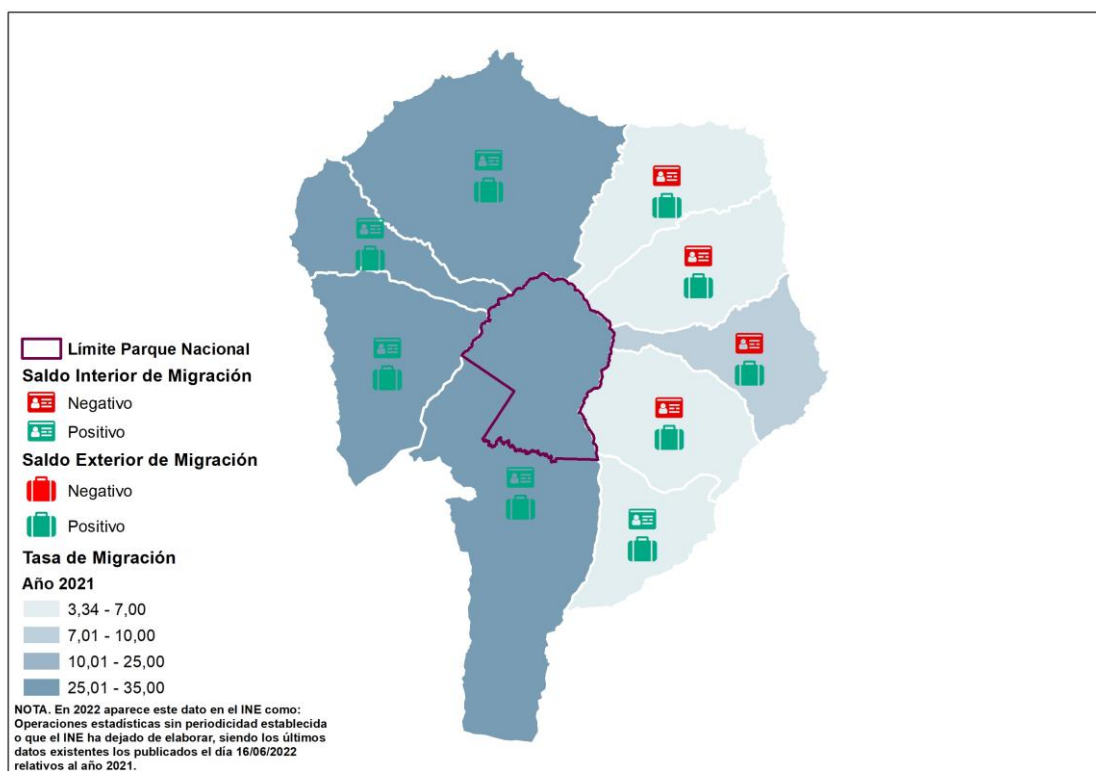 Límite Parque Nacional
Saldo Interior de Migración
Negativo
Positivo
Saldo Exterior de Migración
Negativo
Positivo
Tasa de Migración
Año 2021
3,34 - 7,00
7,01 - 10,00
10,01 - 25,00
25,01 - 35,00
NOTA. En 2022 aparece este dato en el INE como:
Operaciones estadísticas sin periodicidad establecida
o que el INE ha dejado de elaborar, siendo los últimos
datos existentes los publicados el día 16/06/2022
relativos al año 2021.